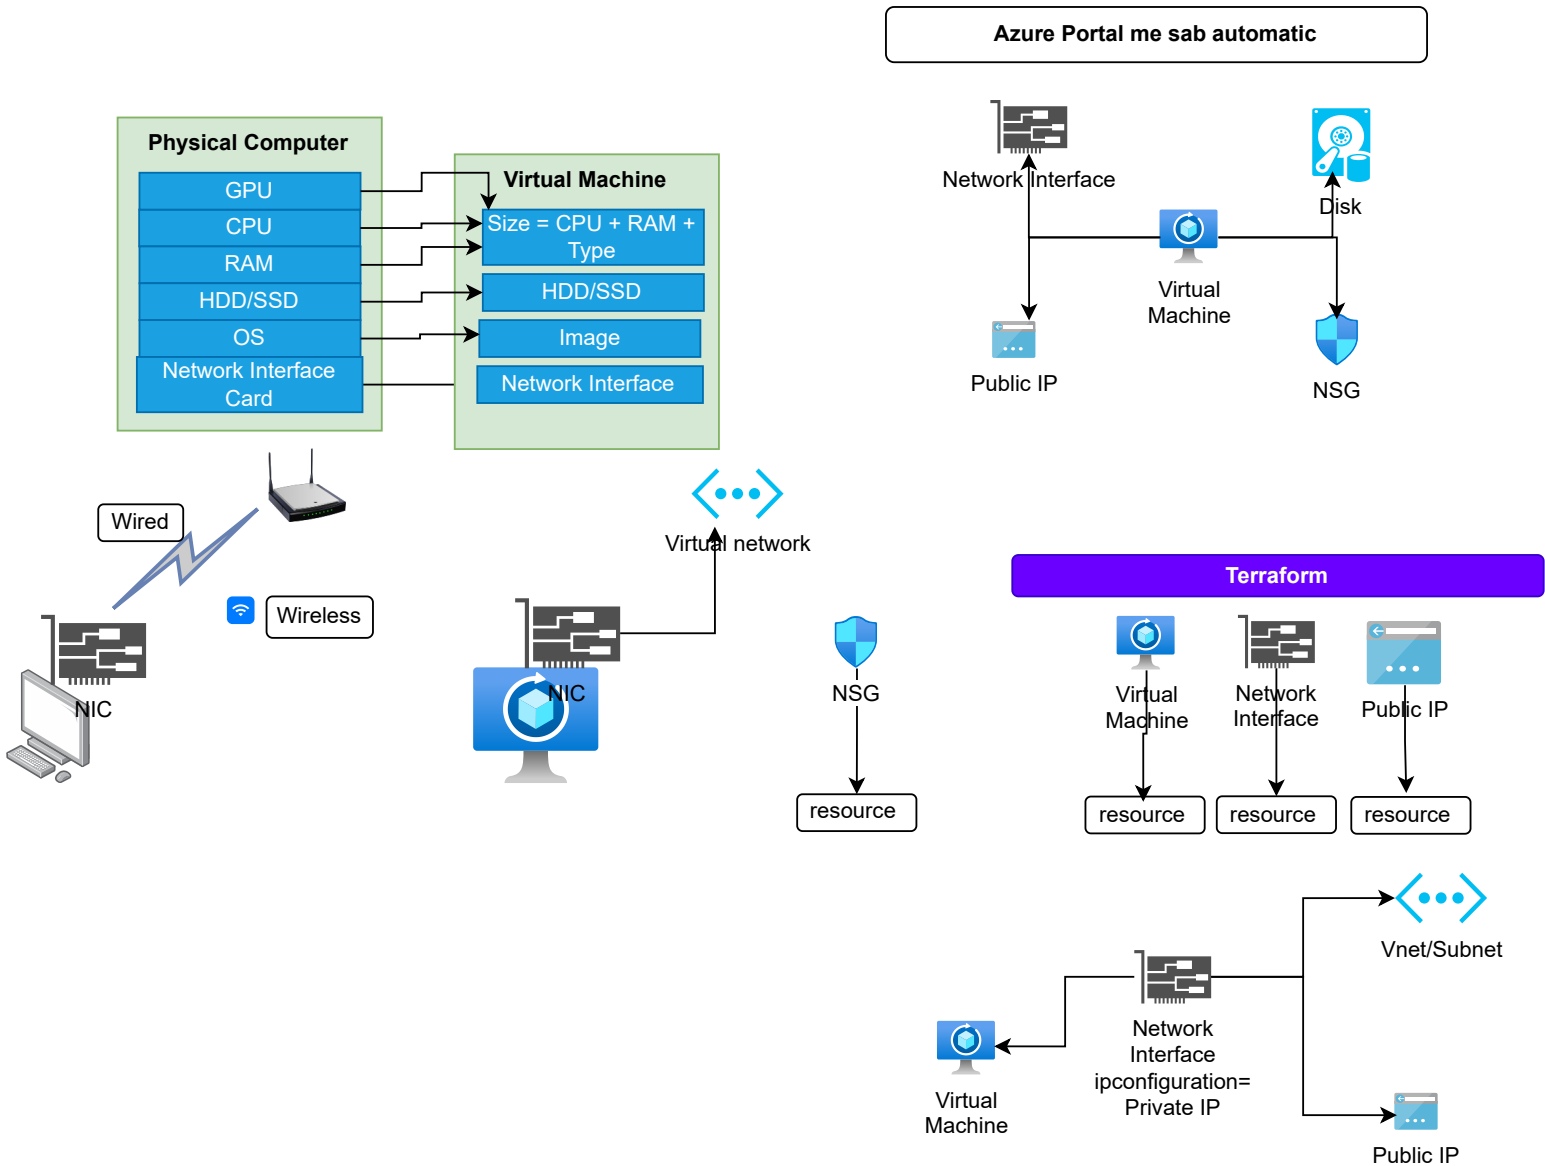 Azure Portal me sab automatic
Physical Computer
GPU
CPU
RAM
HDD/SSD
OS
Network Interface
Card
Virtual Machine
Size = CPU + RAM +
Type
HDD/SSD
Image
Network Interface
Network Interface
Disk
Virtual
Machine
Public IP
NSG
Wired
Wireless
NIC
Virtual network
NIC
NSG
resource
Terraform
Virtual
Machine
Network
Interface
Public IP
resource
resource
resource
Vnet/Subnet
Network
Interface
ipconfiguration=
Private IP
Virtual
Machine
Public IP